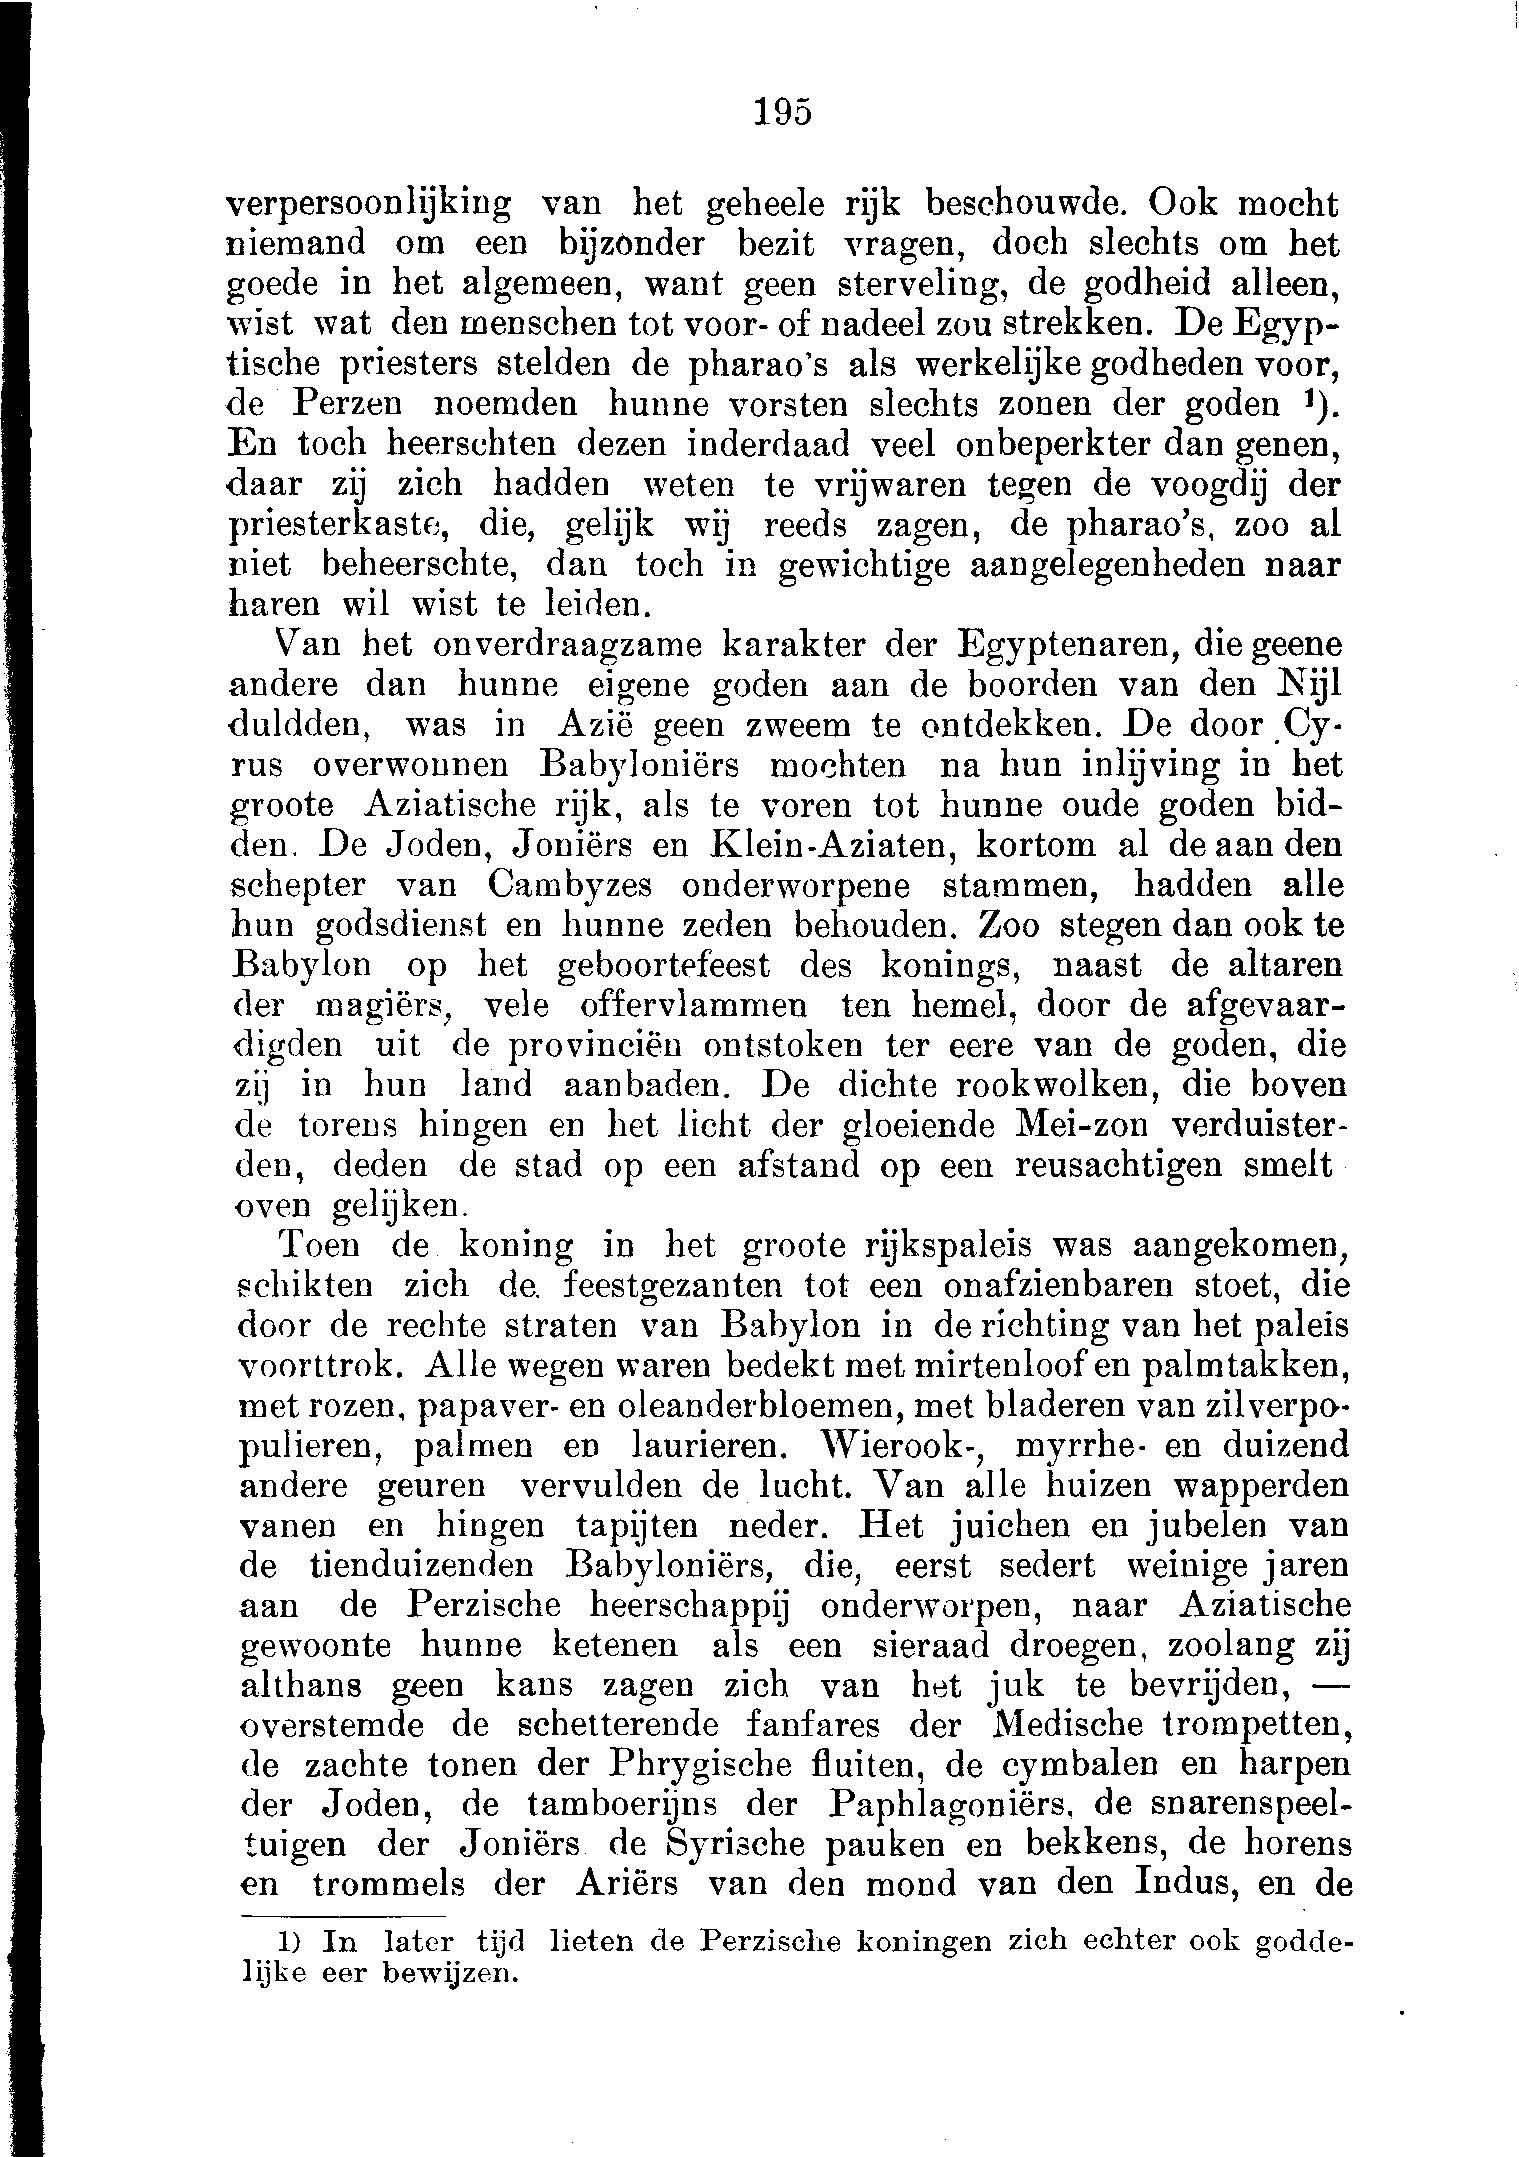 195
verpersoonlijking van het geheele rijk beschouwde. Ook mocht
niemand om een bijzonder bezit vragen, doch slechts om het
goede in het algemeen, want geen sterveling, de godheid alleen,
wist wat den menschen tot voor- of nadeel zou strekken. De Egyp-
tische priesters stelden de pharao's als werkelijke godheden voor,
de Perzen noemden hunne vorsten slechts zonen der goden ¹).
En toch heerschten dezen inderdaad veel onbeperkter dan genen,
daar zij zich hadden weten te vrijwaren tegen de voogdij der
priesterkaste, die, gelijk wij reeds zagen, de pharao's, zoo al
niet beheerschte, dan toch in gewichtige aangelegenheden naar
haren wil wist te leiden.
Van het onverdraagzame karakter der Egyptenaren, die geene
andere dan hunne eigene goden aan de boorden van den Nijl
duldden, was in Azië geen zweem te ontdekken. De door Cy-
rus overwonnen Babyloniërs mochten na hun inlijving in het
groote Aziatische rijk, als te voren tot hunne oude goden bid-
den. De Joden, Joniërs en Klein-Aziaten, kortom al de aan den
schepter van Cambyzes onderworpene stammen, hadden alle
hun godsdienst en hunne zeden behouden. Zoo stegen dan ook te
Babylon op het geboortefeest des konings, naast de altaren
der magiërs, vele offervlammen ten hemel, door de afgevaar-
digden uit de provinciën ontstoken ter eere van de goden, die
zij in hun land aanbaden. De dichte rookwolken, die boven
de torens hingen en het licht der gloeiende Mei-zon verduister-
den, deden de stad op een afstand op een reusachtigen smelt
oven gelijken.
Toen de koning in het groote rijkspaleis was aangekomen,
schikten zich de feestgezanten tot een onafzienbaren stoet, die
door de rechte straten van Babylon in de richting van het paleis
voorttrok. Alle wegen waren bedekt met mirtenloof en palmtakken,
met rozen, papaver- en oleanderbloemen, met bladeren van zilverpo-
pulieren, palmen en laurieren. Wierook-, myrrhe- en duizend
andere geuren vervulden de lucht. Van alle huizen wapperden
vanen en hingen tapijten neder. Het juichen en jubelen van
de tienduizenden Babyloniërs, die, eerst sedert weinige jaren
aan de Perzische heerschappij onderworpen, naar Aziatische
gewoonte hunne ketenen als een sieraad droegen, zoolang zij
althans geen kans zagen zich van het juk te bevrijden, —
overstemde de schetterende fanfares der Medische trompetten,
de zachte tonen der Phrygische fluiten, de cymbalen en harpen
der Joden, de tamboerijns der Paphlagoniërs, de snarenspeel-
tuigen der Joniërs de Syrische pauken en bekkens, de horens
en trommels der Ariërs van den mond van den Indus, en de
1) In later tijd lieten de Perzische koningen zich echter ook godde-
lijke eer bewijzen.